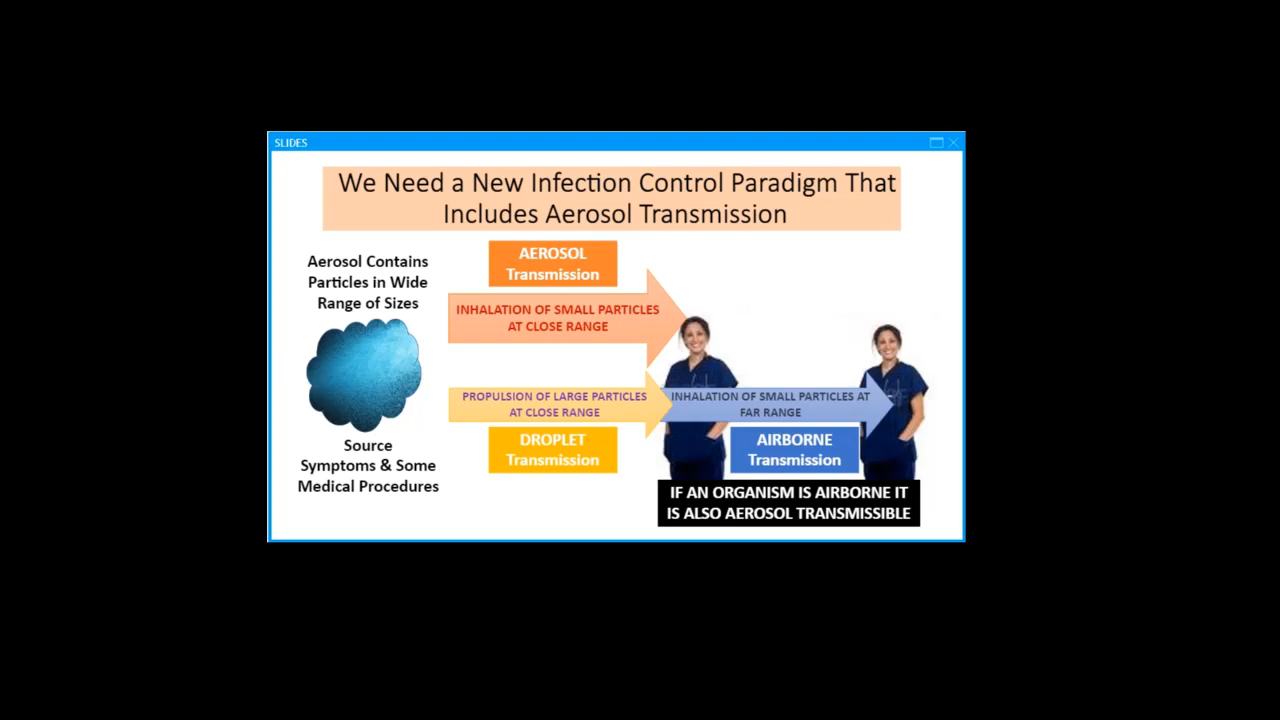 SLIDES
We Need a New Infection Control Paradigm That
Includes Aerosol Transmission
Aerosol Contains
Particles in Wide
Range of Sizes
AEROSOL
Transmission
INHALATION OF SMALL PARTICLES
AT CLOSE RANGE
PROPULSION OF LARGE PARTICLES
AT CLOSE RANGE
INHALATION OF SMALL PARTICLES AT
FAR RANGE
DROPLET
Transmission
AIRBORNE
Transmission
Source
Symptoms & Some
Medical Procedures
IF AN ORGANISM IS AIRBORNE IT
IS ALSO AEROSOL TRANSMISSIBLE